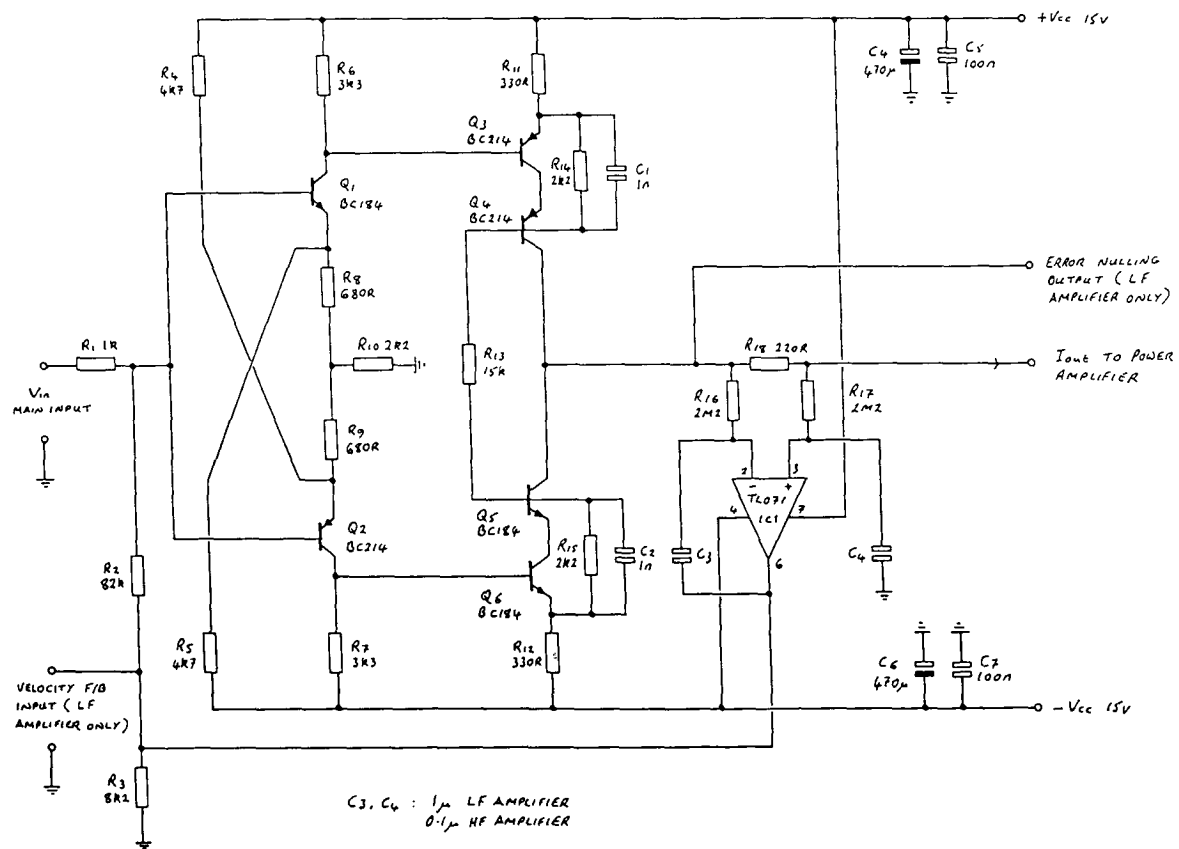 +Vcc 15V
R4
4k7
R6
3k3
R11
330R
C4
470µ
C5
100n
Q3
BC214
R14
2k2
C1
1n
Q1
BC184
Q4
BC214
R8
680R
ERROR NULLING
OUTPUT (LF
AMPLIFIER ONLY)
R1 1k
R10 2k2
R13
15k
R18 220R
Iout TO POWER
AMPLIFIER
Vin
MAIN INPUT
R16
2M2
R17
2M2
R9
680R
2
3
-
+
TL071
IC1
4
7
6
Q5
BC184
Q2
BC214
R15
2k2
C2
1n
C3
C4
R2
82k
Q6
BC184
R5
4k7
R7
3k3
R12
330R
C6
470µ
C7
100n
VELOCITY F/B
INPUT (LF
AMPLIFIER ONLY)
-Vcc 15V
R3
8k2
C3, C4 : 1µ LF AMPLIFIER
0.1µ HF AMPLIFIER